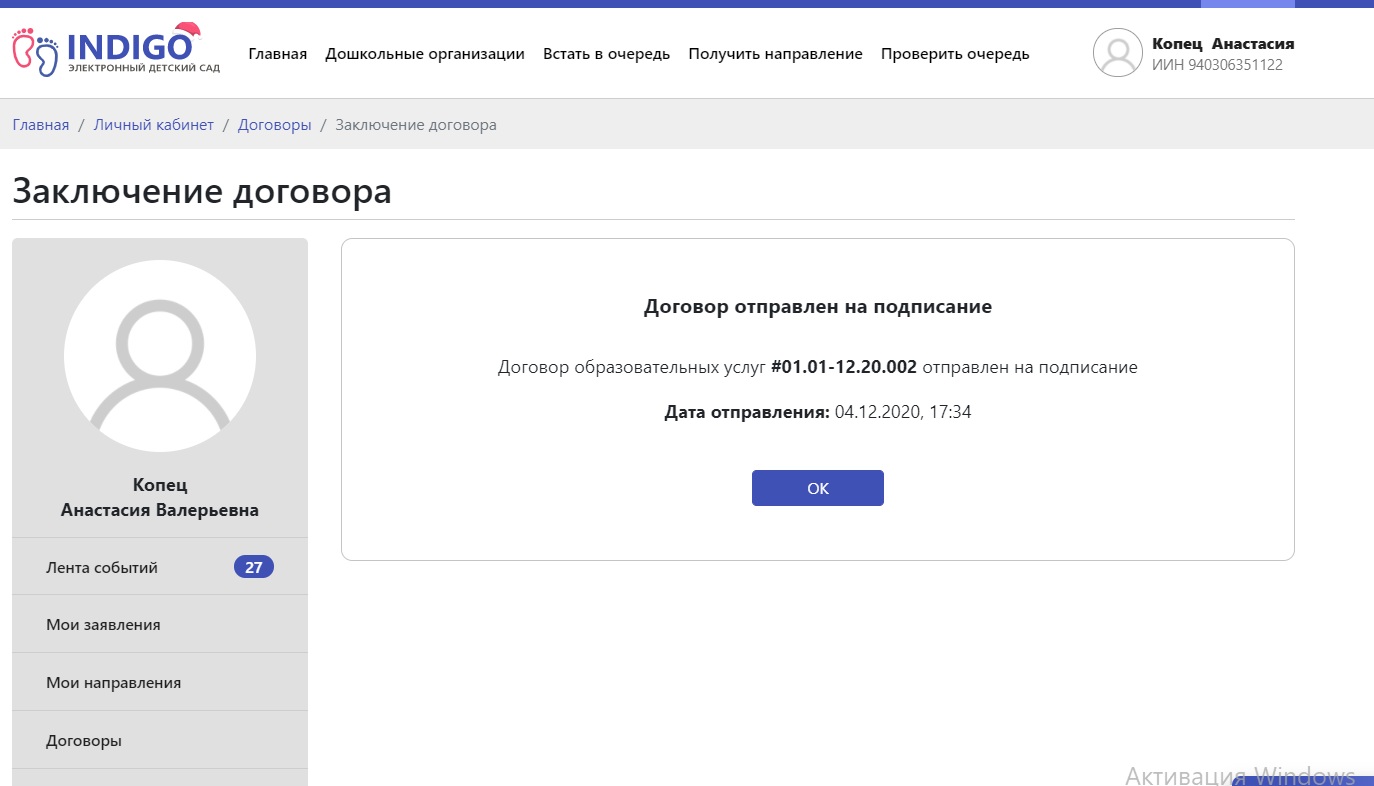 INDIGO
ЭЛЕКТРОННЫЙ ДЕТСКИЙ САД
Главная Дошкольные организации Встать в очередь Получить направление Проверить очередь
Копец Анастасия
ИИН 940306351122
Главная / Личный кабинет / Договоры / Заключение договора
Заключение договора
Копец
Анастасия Валерьевна
Лента событий 27
Мои заявления
Мои направления
Договоры
Договор отправлен на подписание
Договор образовательных услуг #01.01-12.20.002 отправлен на подписание
Дата отправления: 04.12.2020, 17:34
ОК
Активация Windows